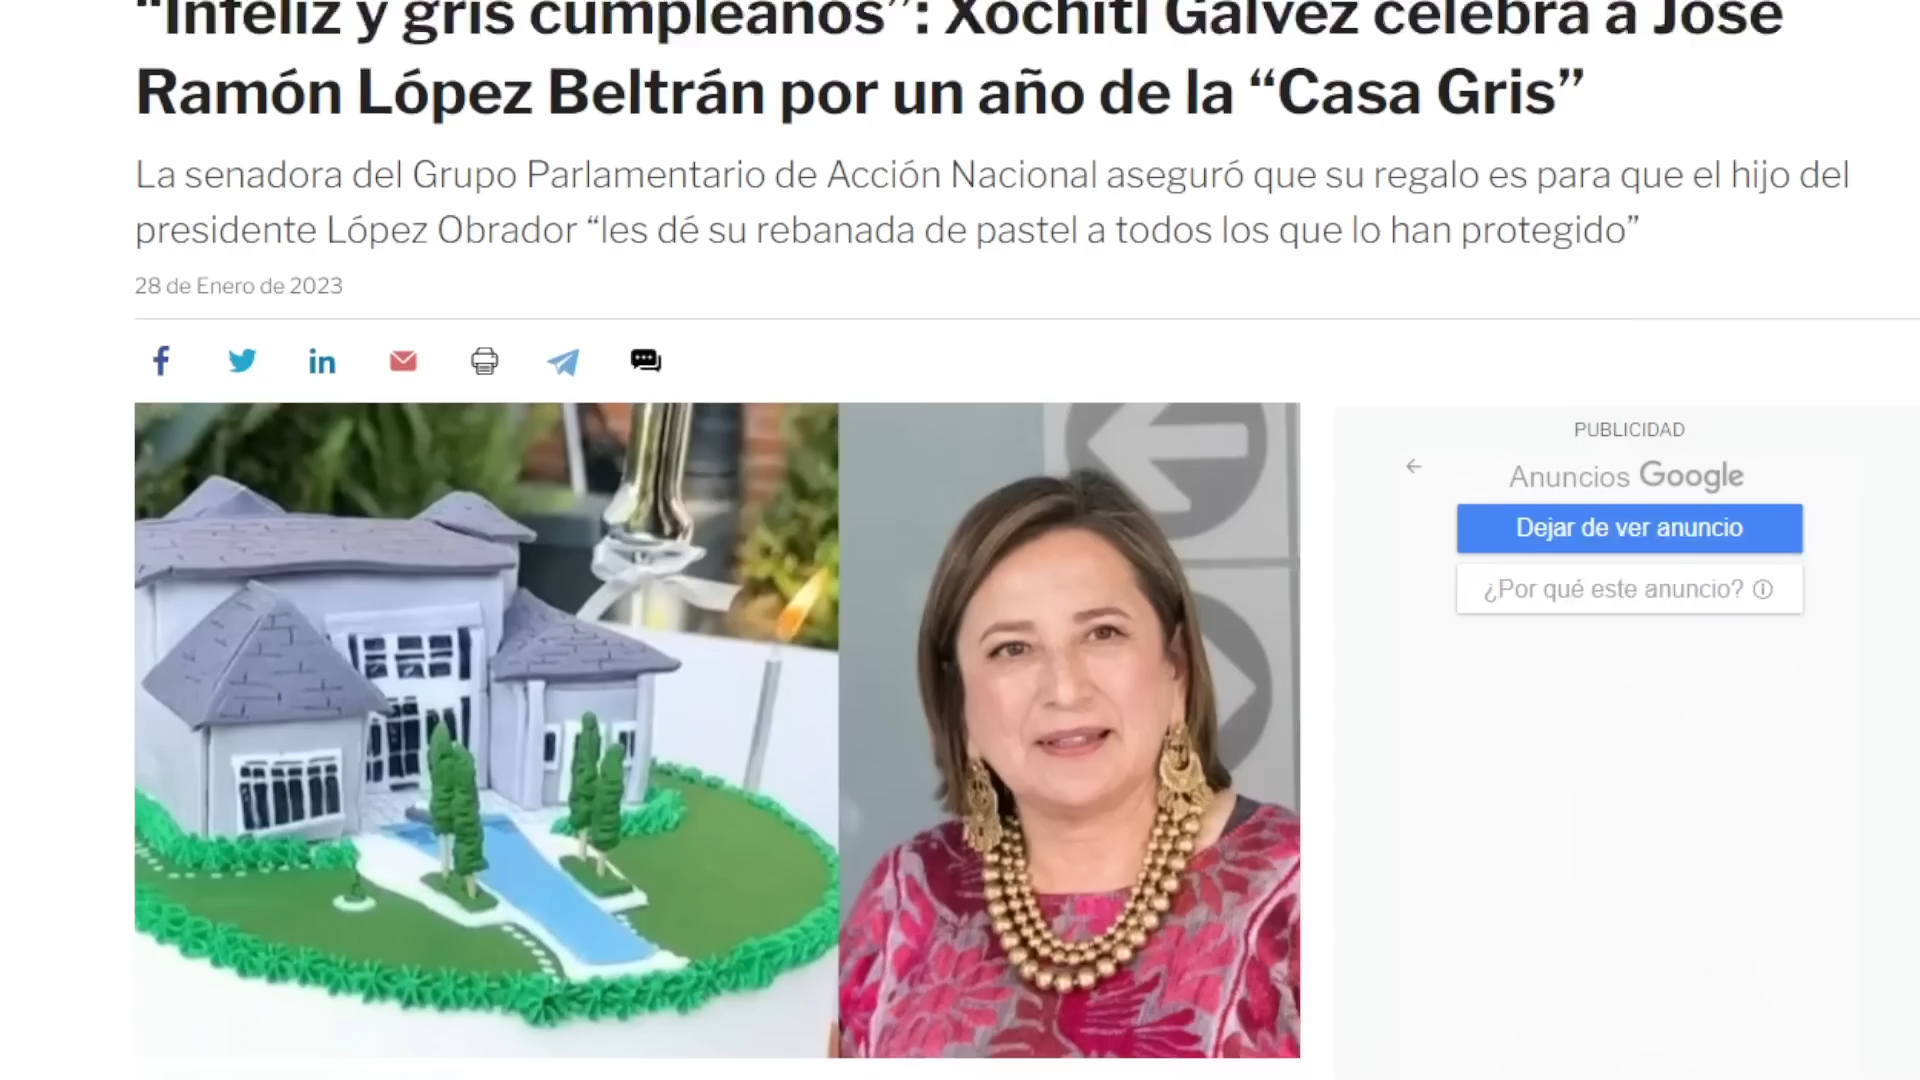 “Infeliz y gris cumpleaños”: Xóchitl Gálvez celebra a José
Ramón López Beltrán por un año de la “Casa Gris”
La senadora del Grupo Parlamentario de Acción Nacional aseguró que su regalo es para que el hijo del
presidente López Obrador “les dé su rebanada de pastel a todos los que lo han protegido”
28 de Enero de 2023
PUBLICIDAD
Anuncios Google
Dejar de ver anuncio
¿Por qué este anuncio?